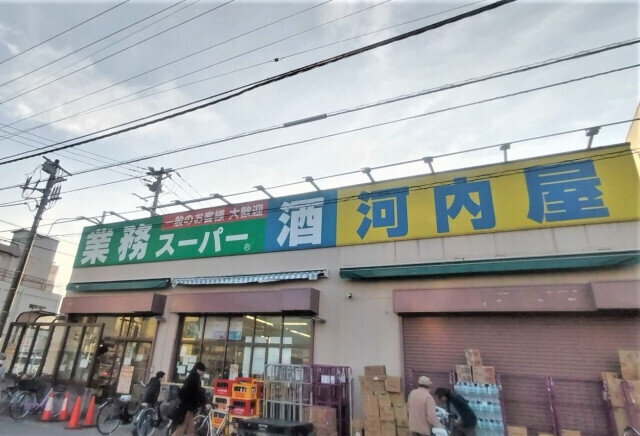 一般のお客様 大歓迎
業務スーパー
酒
河内屋